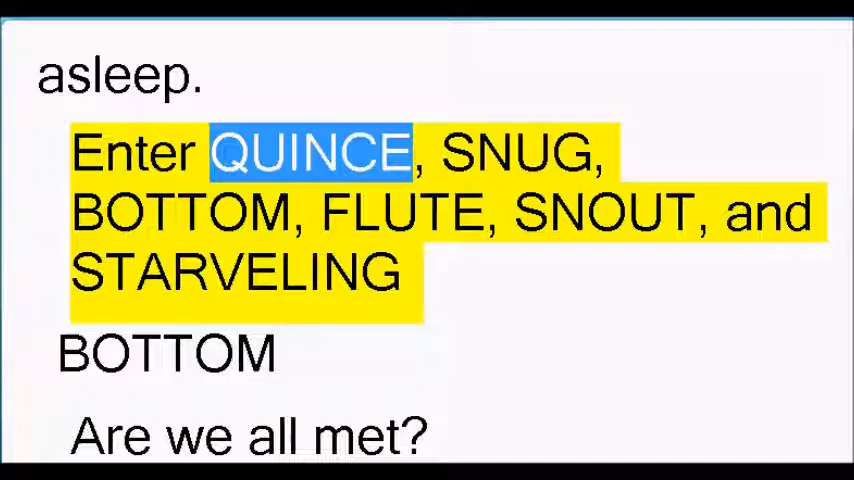 asleep.
Enter QUINCE, SNUG,
BOTTOM, FLUTE, SNOUT, and
STARVELING
BOTTOM
Are we all met?